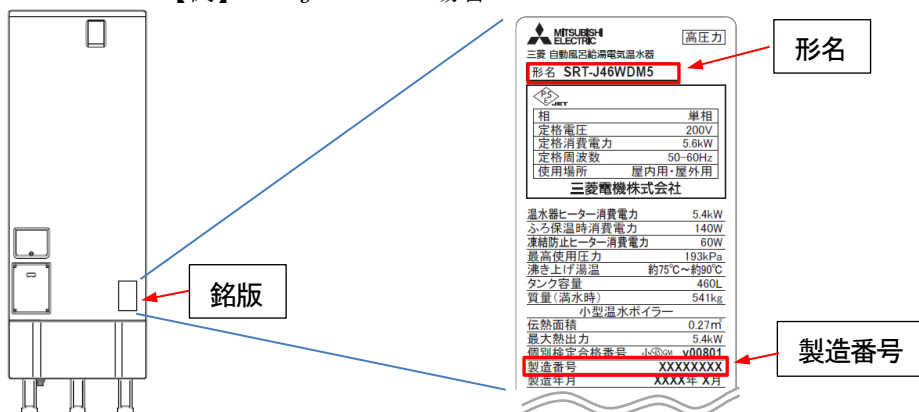 MITSUBISHI
ELECTRIC
高圧力
三菱 自動風呂給湯電気温水器
形名 SRT-J46WDM5
形名
PS
E JET
相 単相
定格電圧 200V
定格消費電力 5.6kW
定格周波数 50-60Hz
使用場所 屋内用・屋外用
三菱電機株式会社
温水器ヒーター消費電力 5.4kW
ふろ保温時消費電力 140W
凍結防止ヒーター消費電力 60W
最高使用圧力 193kPa
沸き上げ湯温 約75℃~約90℃
タンク容量 460L
質量(満水時) 541kg
小型温水ボイラー
伝熱面積 0.27㎡
最大熱出力 5.4kW
個別検定合格番号 V00801
製造番号 XXXXXXXX
製造年月 XXXX年 X月
銘版
製造番号